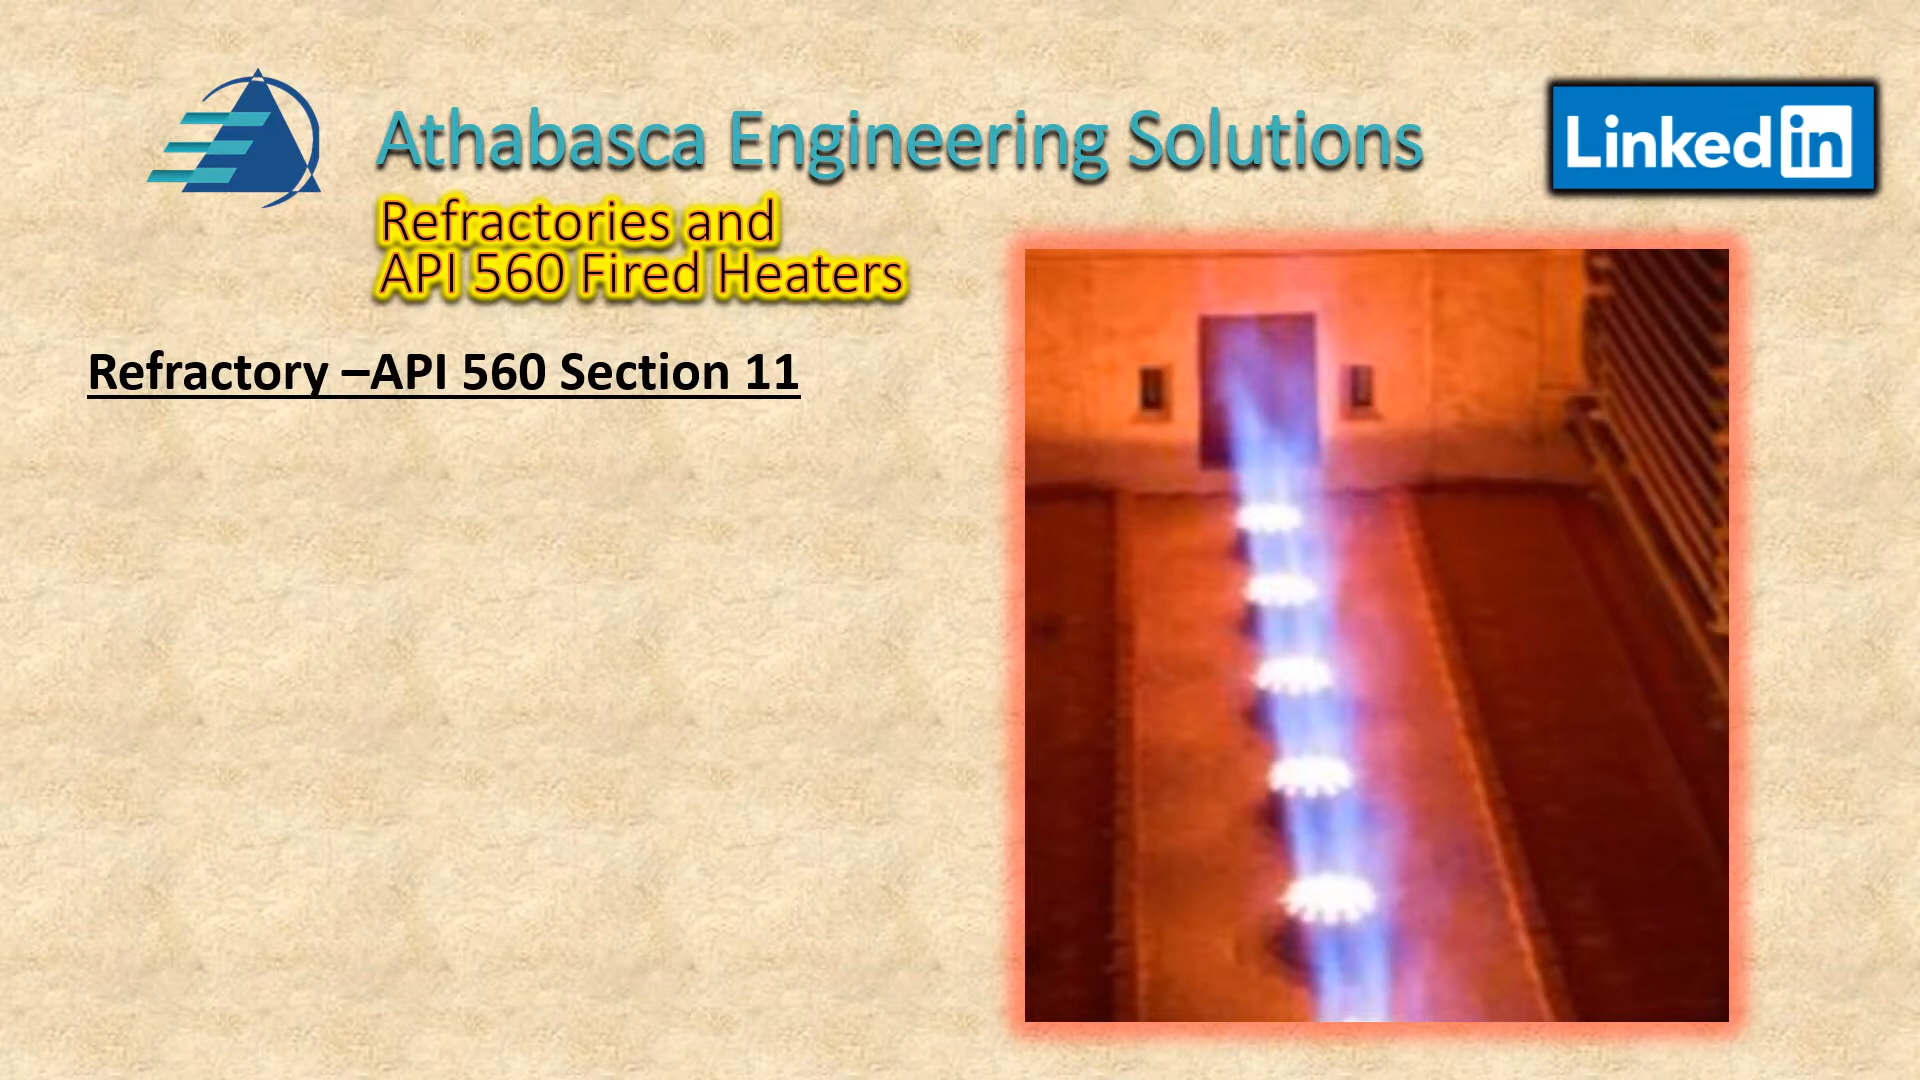 Athabasca Engineering Solutions
LinkedIn
Refractories and
API 560 Fired Heaters
Refractory –API 560 Section 11